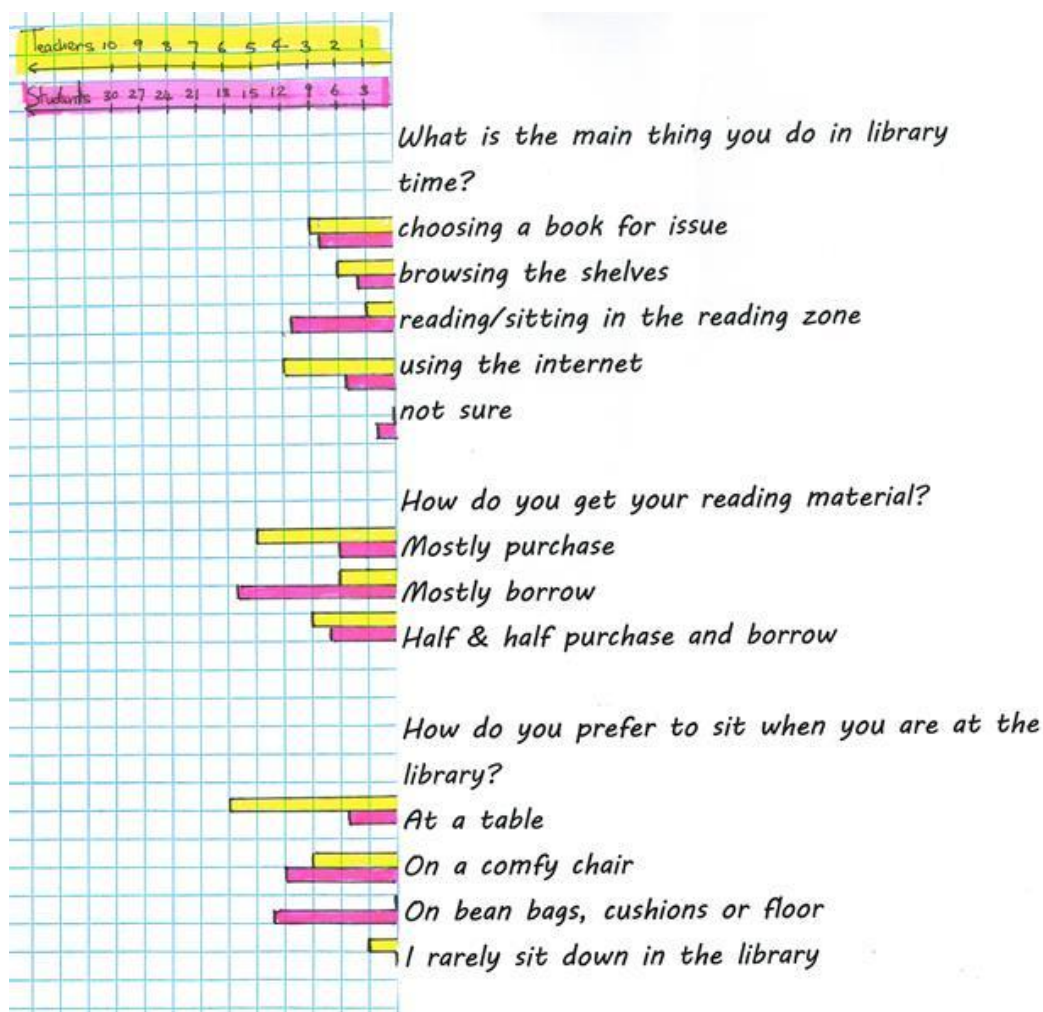 Teachers 10 9 8 7 6 5 4 3 2 1
Students 30 27 24 21 18 15 12 9 6 3
What is the main thing you do in library
time?
choosing a book for issue
browsing the shelves
reading/sitting in the reading zone
using the internet
not sure
How do you get your reading material?
Mostly purchase
Mostly borrow
Half & half purchase and borrow
How do you prefer to sit when you are at the
library?
At a table
On a comfy chair
On bean bags, cushions or floor
I rarely sit down in the library